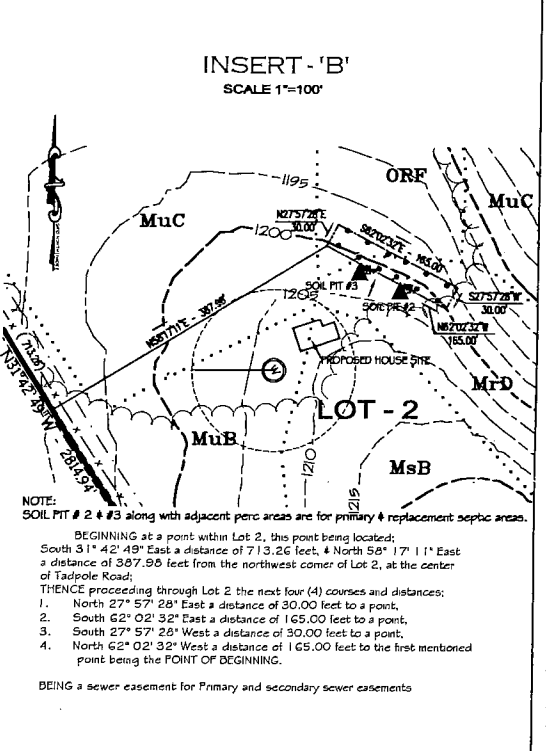 INSERT - 'B'
SCALE 1"=100'
1195
ORF
MuC
MuC
N27°57'28"E
30.00'
S62°02'32"E
165.00'
1200
SOIL PIT #3
1205
SOIL PIT #2
S27°57'28"W
30.00'
N62°02'32"W
165.00'
N58°17'11"E 387.98'
PROPOSED HOUSE SITE
W
(713.26')
N31°42'49"W
2814.94'
MrD
LOT - 2
MuB
1210
MsB
1215
NOTE:
SOIL PIT # 2 & #3 along with adjacent perc areas are for primary & replacement septic areas.
BEGINNING at a point within Lot 2, this point being located;
South 31° 42' 49" East a distance of 713.26 feet, & North 58° 17' 11" East
a distance of 387.98 feet from the northwest corner of Lot 2, at the center
of Tadpole Road;
THENCE proceeding through Lot 2 the next four (4) courses and distances;
1. North 27° 57' 28" East a distance of 30.00 feet to a point,
2. South 62° 02' 32" East a distance of 165.00 feet to a point,
3. South 27° 57' 28" West a distance of 30.00 feet to a point,
4. North 62° 02' 32" West a distance of 165.00 feet to the first mentioned
point being the POINT OF BEGINNING.
BEING a sewer easement for Primary and secondary sewer easements